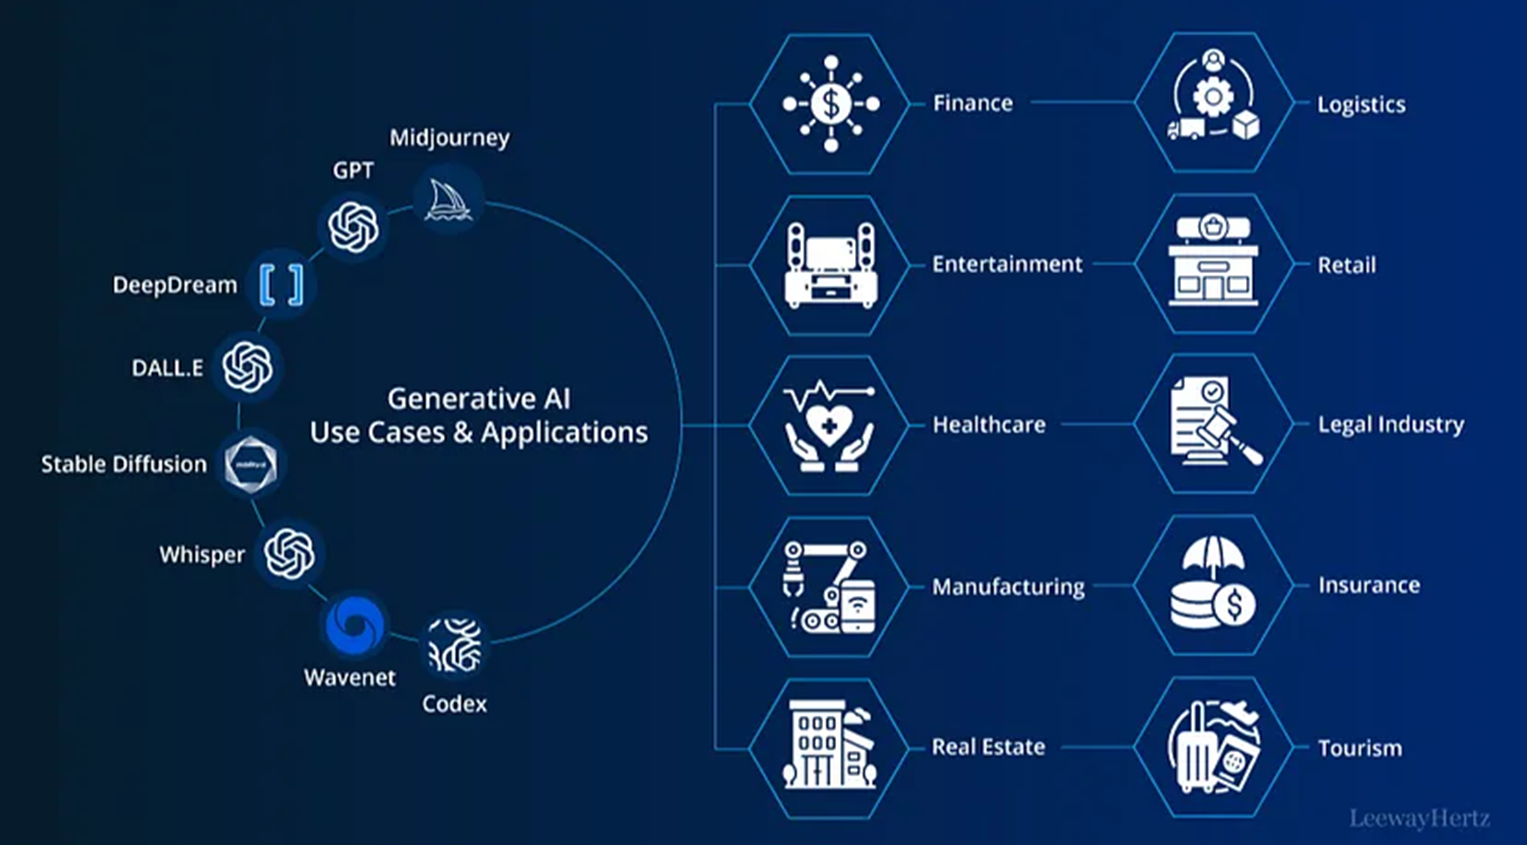 Midjourney
GPT
DeepDream
DALL.E
Stable Diffusion
Whisper
Wavenet
Codex
Generative AI
Use Cases & Applications
Finance
Logistics
Entertainment
Retail
Healthcare
Legal Industry
Manufacturing
Insurance
Real Estate
Tourism
LeewayHertz